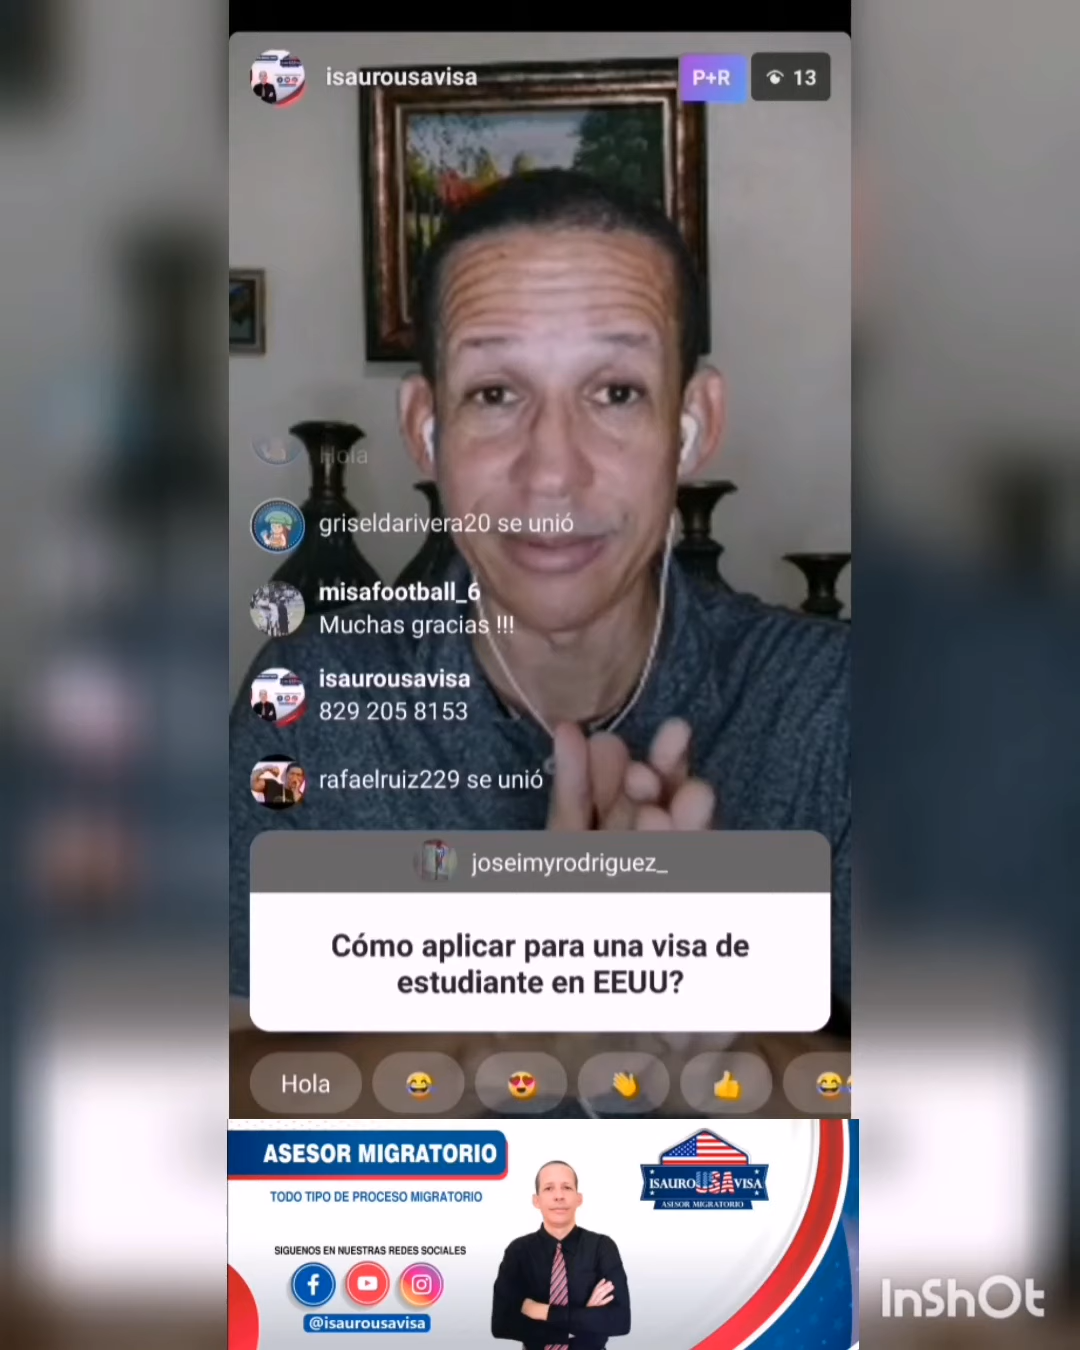 isaurousavisa
P+R
13
Hola
griseldarivera20 se unió
misafootball_6
Muchas gracias !!!
isaurousavisa
829 205 8153
rafaelruiz229 se unió
joseimyrodriguez_
Cómo aplicar para una visa de
estudiante en EEUU?
Hola
ASESOR MIGRATORIO
TODO TIPO DE PROCESO MIGRATORIO
SIGUENOS EN NUESTRAS REDES SOCIALES
@isaurousavisa
ISAURO USA VISA
ASESOR MIGRATORIO
InShOt